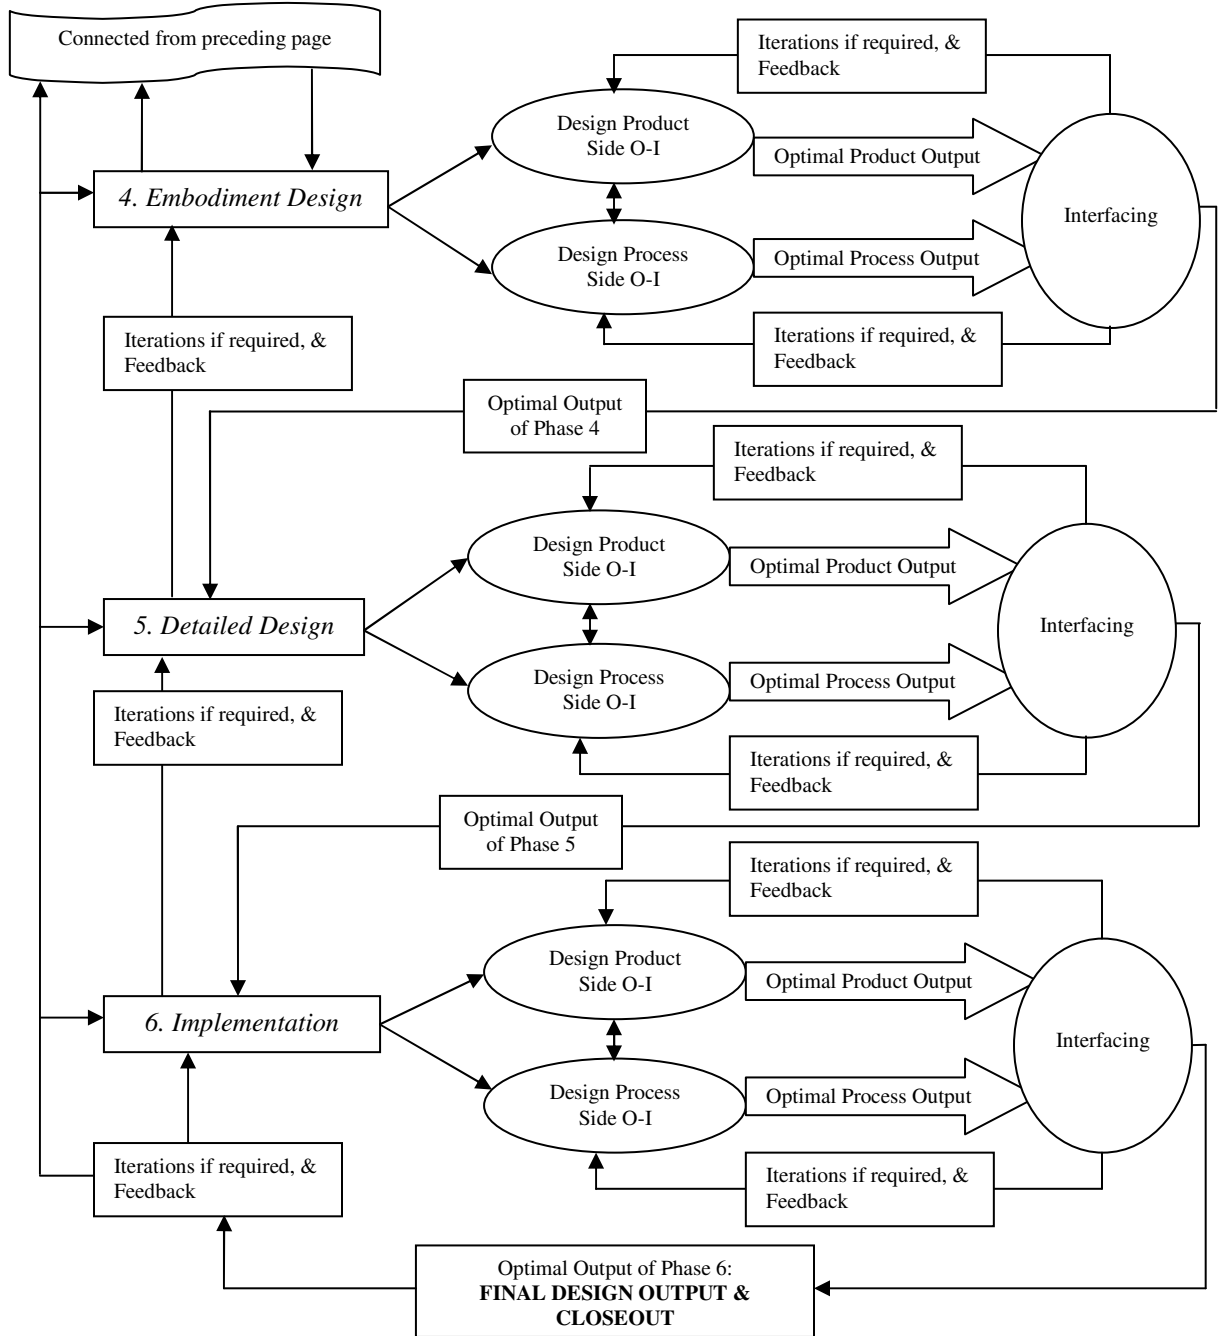 Connected from preceding page
Iterations if required, &
Feedback
Design Product
Side O-I
Optimal Product Output
4. Embodiment Design
Interfacing
Design Process
Side O-I
Optimal Process Output
Iterations if required, &
Feedback
Iterations if required, &
Feedback
Optimal Output
of Phase 4
Iterations if required, &
Feedback
Design Product
Side O-I
Optimal Product Output
5. Detailed Design
Interfacing
Design Process
Side O-I
Optimal Process Output
Iterations if required, &
Feedback
Iterations if required, &
Feedback
Optimal Output
of Phase 5
Iterations if required, &
Feedback
Design Product
Side O-I
Optimal Product Output
6. Implementation
Interfacing
Design Process
Side O-I
Optimal Process Output
Iterations if required, &
Feedback
Iterations if required, &
Feedback
Optimal Output of Phase 6:
FINAL DESIGN OUTPUT &
CLOSEOUT